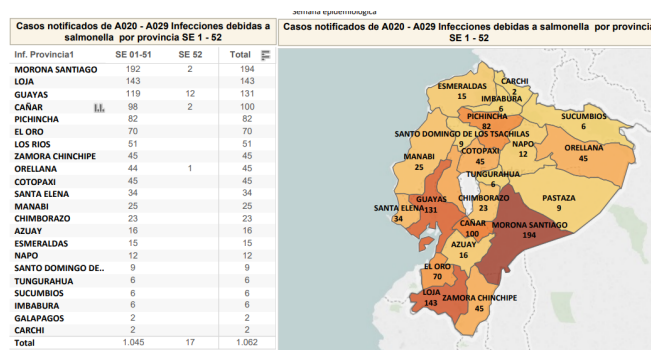 Semana epidemiologica
Casos notificados de A020 - A029 Infecciones debidas a
salmonella por provincia SE 1 - 52
Inf. Provincia1 SE 01-51 SE 52 Total
MORONA SANTIAGO 192 2 194
LOJA 143 143
GUAYAS 119 12 131
CAÑAR 98 2 100
PICHINCHA 82 82
EL ORO 70 70
LOS RIOS 51 51
ZAMORA CHINCHIPE 45 45
ORELLANA 44 1 45
COTOPAXI 45 45
SANTA ELENA 34 34
MANABI 25 25
CHIMBORAZO 23 23
AZUAY 16 16
ESMERALDAS 15 15
NAPO 12 12
SANTO DOMINGO DE.. 9 9
TUNGURAHUA 6 6
SUCUMBIOS 6 6
IMBABURA 6 6
GALAPAGOS 2 2
CARCHI 2 2
Total 1.045 17 1.062
Casos notificados de A020 - A029 Infecciones debidas a salmonella por provincia
SE 1 - 52
CARCHI
2
ESMERALDAS
15
IMBABURA
6
PICHINCHA
82
SUCUMBIOS
6
SANTO DOMINGO DE LOS TSACHILAS
9
COTOPAXI
45
NAPO
12
ORELLANA
45
MANABI
25
TUNGURAHUA
6
GUAYAS
131
CHIMBORAZO
23
PASTAZA
9
SANTA ELENA
34
CAÑAR
100
MORONA SANTIAGO
194
AZUAY
16
EL ORO
70
LOJA
143
ZAMORA CHINCHIPE
45